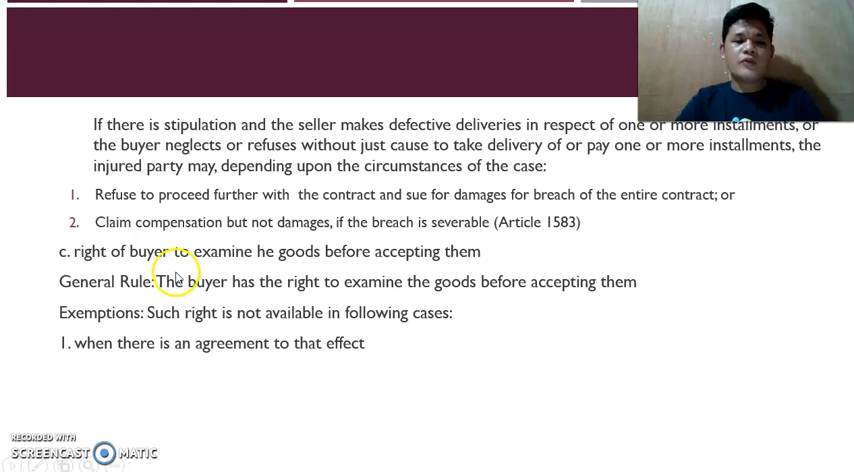 If there is stipulation and the seller makes defective deliveries in respect of one or more installments, or
the buyer neglects or refuses without just cause to take delivery of or pay one or more installments, the
injured party may, depending upon the circumstances of the case:
1. Refuse to proceed further with the contract and sue for damages for breach of the entire contract; or
2. Claim compensation but not damages, if the breach is severable (Article 1583)
c. right of buyer to examine he goods before accepting them
General Rule: The buyer has the right to examine the goods before accepting them
Exemptions: Such right is not available in following cases:
1. when there is an agreement to that effect
RECORDED WITH
SCREENCAST MATIC